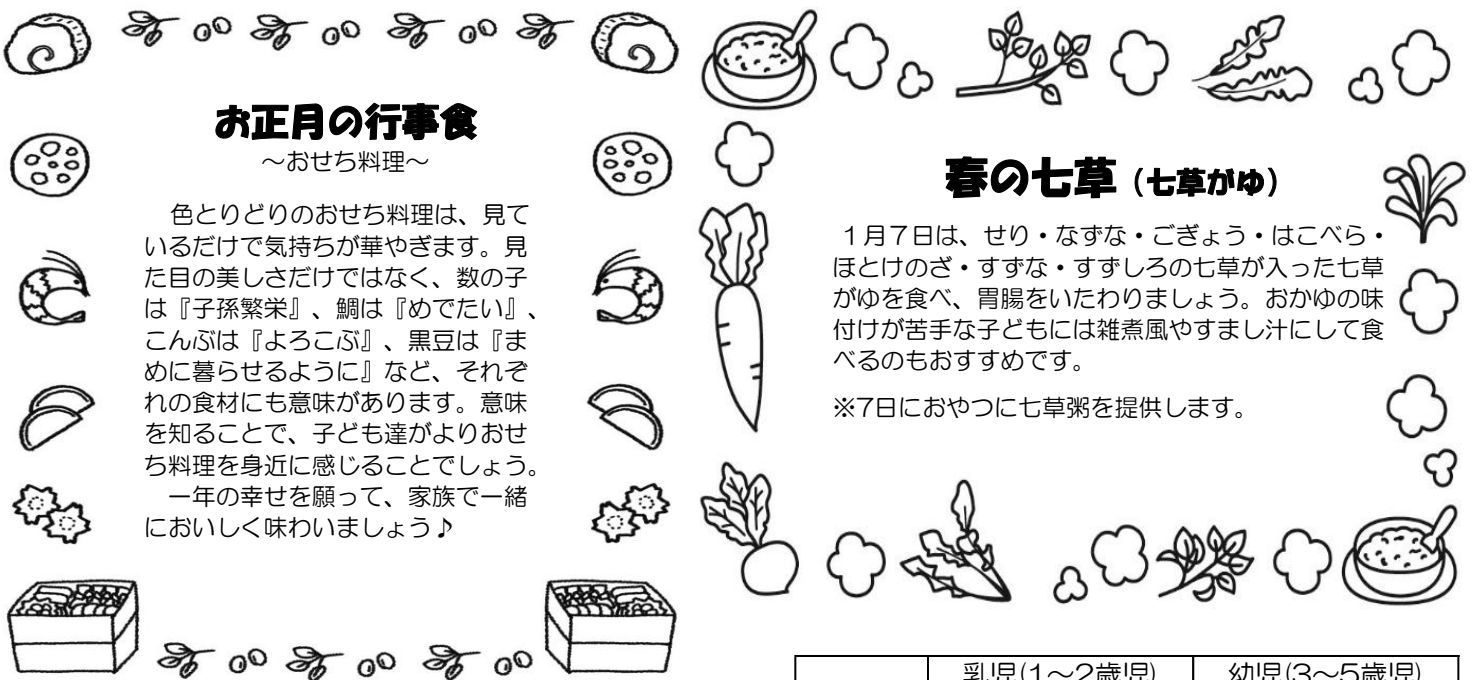 お正月の行事食
～おせち料理～
色とりどりのおせち料理は、見て
いるだけで気持ちが華やぎます。見
た目の美しさだけではなく、数の子
は『子孫繁栄』、鯛は『めでたい』、
こんぶは『よろこぶ』、黒豆は『ま
めに暮らせるように』など、それぞ
れの食材にも意味があります。意味
を知ることで、子ども達がよりおせ
ち料理を身近に感じることでしょう。
一年の幸せを願って、家族で一緒
においしく味わいましょう♪
春の七草（七草がゆ）
１月７日は、せり・なずな・ごぎょう・はこべら・
ほとけのざ・すずな・すずしろの七草が入った七草
がゆを食べ、胃腸をいたわりましょう。おかゆの味
付けが苦手な子どもには雑煮風やすまし汁にして食
べるのもおすすめです。
※7日におやつに七草粥を提供します。
乳児(1～2歳児) 幼児(3～5歳児)